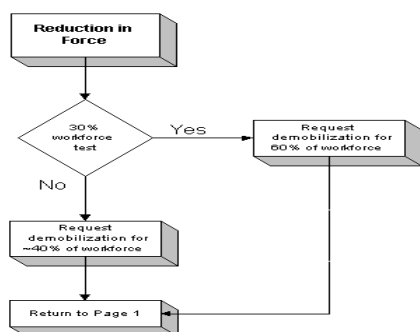 Reduction in
Force
30%
workforce
test
Yes
Request
demobilization for
60% of workforce
No
Request
demobilization for
~40% of workforce
Return to Page 1